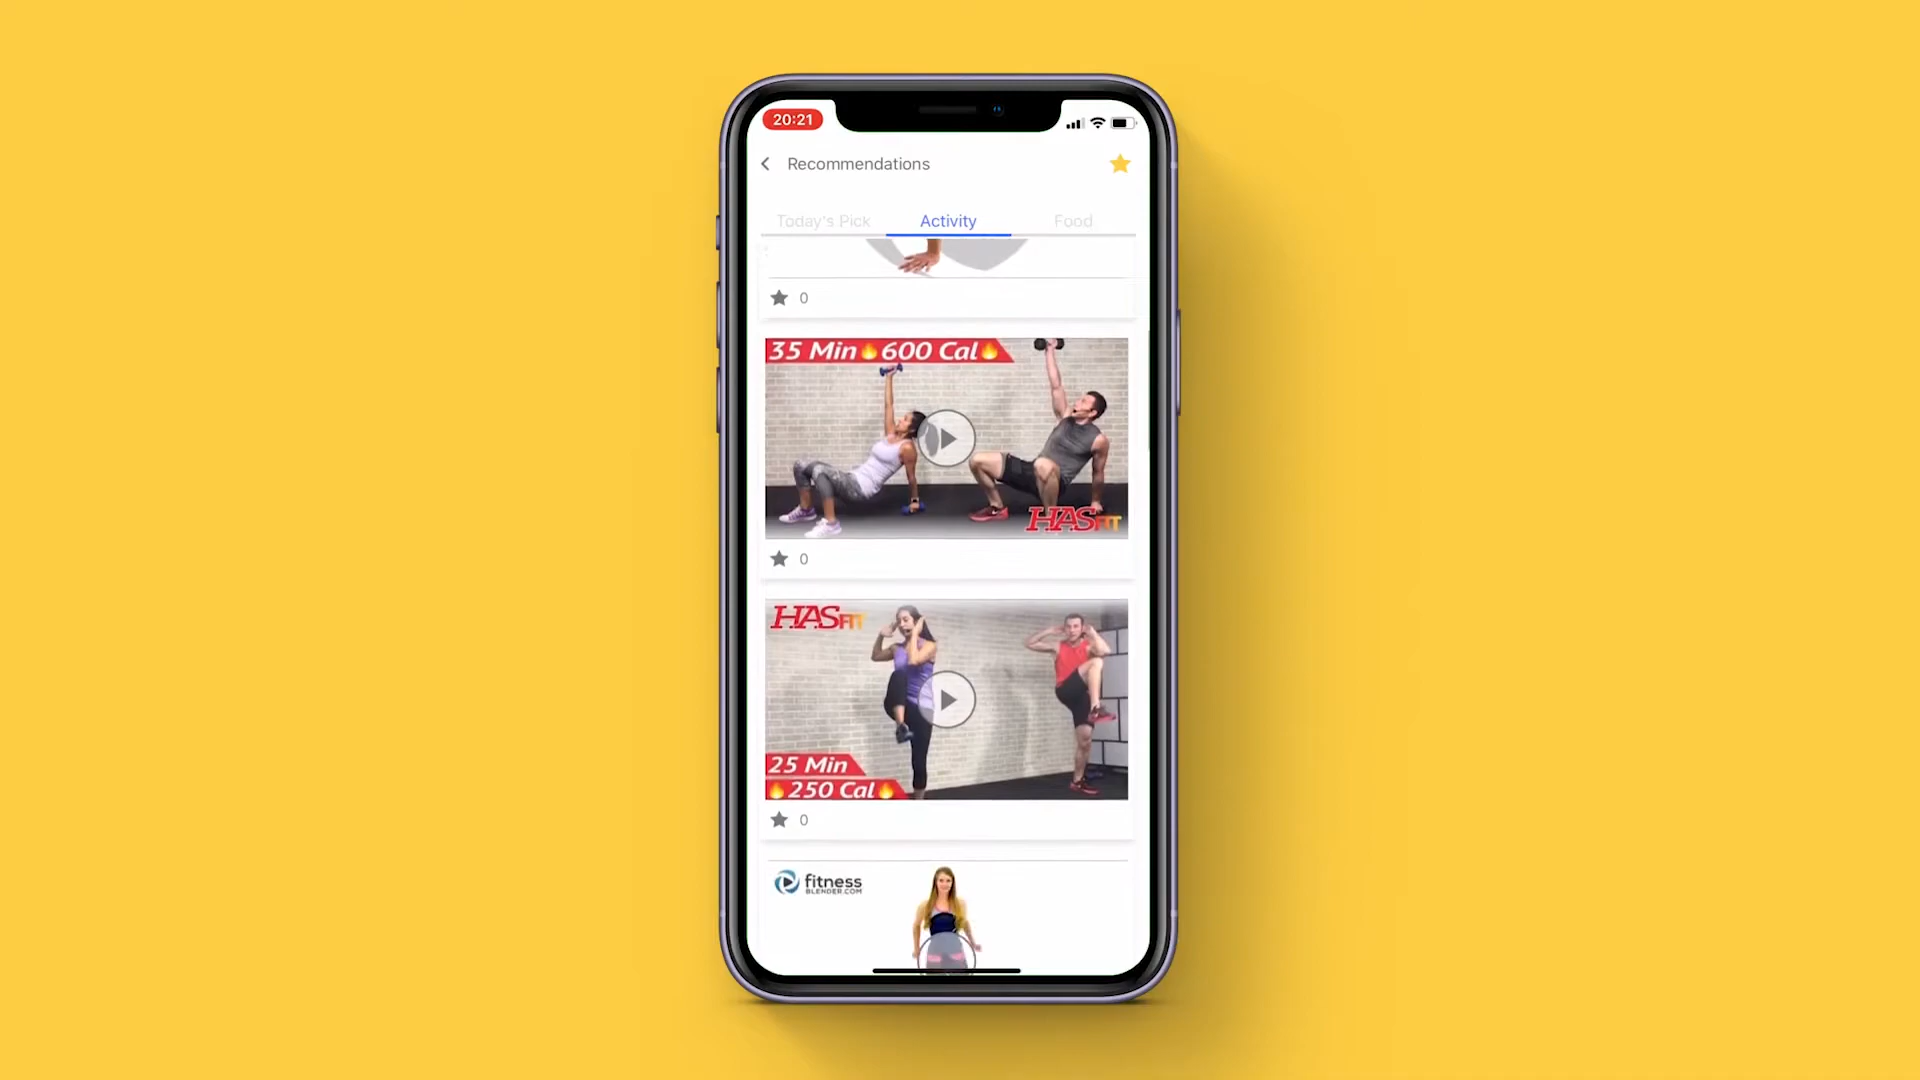 20:21
Recommendations
Today's Pick
Activity
Food
0
35 Min🔥600 Cal🔥
HASFIT
0
HASFIT
25 Min
🔥250 Cal🔥
0
fitness
BLENDER.COM